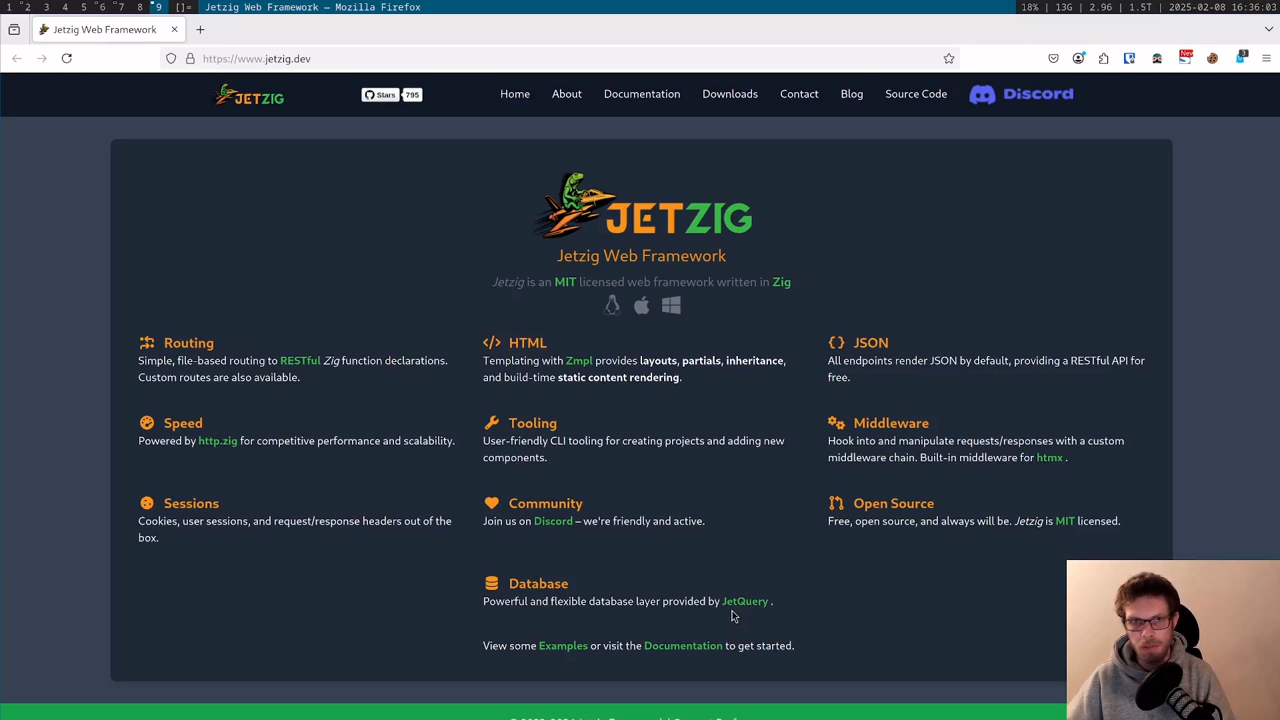 1 2 3 4 5 6 7 8 9 []= Jetzig Web Framework — Mozilla Firefox 18% | 13G | 2.96 | 1.5T | 2025-02-08 | 16:36:03
Jetzig Web Framework
https://www.jetzig.dev
New
3
JETZIG
Stars 795
Home About Documentation Downloads Contact Blog Source Code Discord
JETZIG
Jetzig Web Framework
Jetzig is an MIT licensed web framework written in Zig
Routing
Simple, file-based routing to RESTful Zig function declarations.
Custom routes are also available.
</> HTML
Templating with Zmpl provides layouts, partials, inheritance,
and build-time static content rendering.
{} JSON
All endpoints render JSON by default, providing a RESTful API for
free.
Speed
Powered by http.zig for competitive performance and scalability.
Tooling
User-friendly CLI tooling for creating projects and adding new
components.
Middleware
Hook into and manipulate requests/responses with a custom
middleware chain. Built-in middleware for htmx .
Sessions
Cookies, user sessions, and request/response headers out of the
box.
Community
Join us on Discord – we're friendly and active.
Open Source
Free, open source, and always will be. Jetzig is MIT licensed.
Database
Powerful and flexible database layer provided by JetQuery .
View some Examples or visit the Documentation to get started.